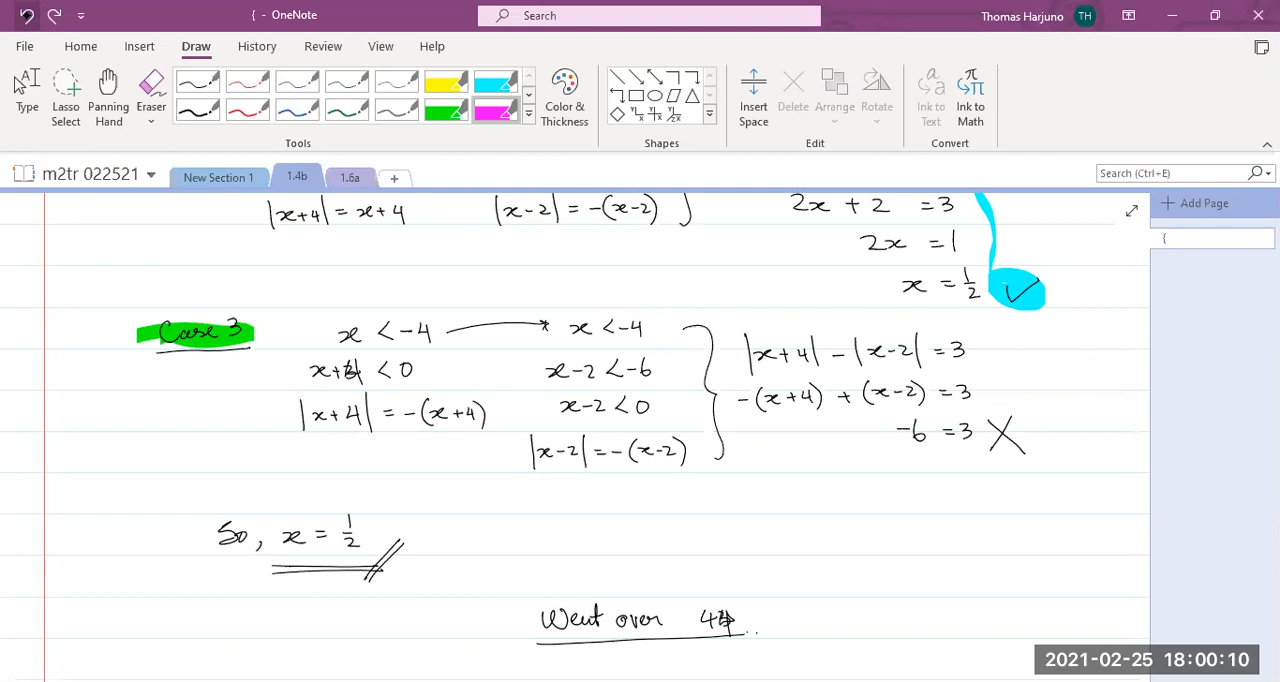 { - OneNote
Search
Thomas Harjuno TH
File Home Insert Draw History Review View Help
Type
Lasso Select
Panning Hand
Eraser
Color & Thickness
Insert Space
Delete
Arrange
Rotate
Ink to Text
Ink to Math
Tools Shapes Edit Convert
m2tr 022521
New Section 1
1.4b
1.6a
Search (Ctrl+E)
Add Page
{
|x+4| = x+4 |x-2| = -(x-2) }
2x + 2 = 3
2x = 1
x = 1/2 ✓
Case 3 x < -4 → x < -4
x+4 < 0 x-2 < -6
|x+4| = -(x+4) x-2 < 0
|x-2| = -(x-2)
|x+4| - |x-2| = 3
-(x+4) + (x-2) = 3
-6 = 3 ✗
So, x = 1/2
Went over
2021-02-25 18:00:10